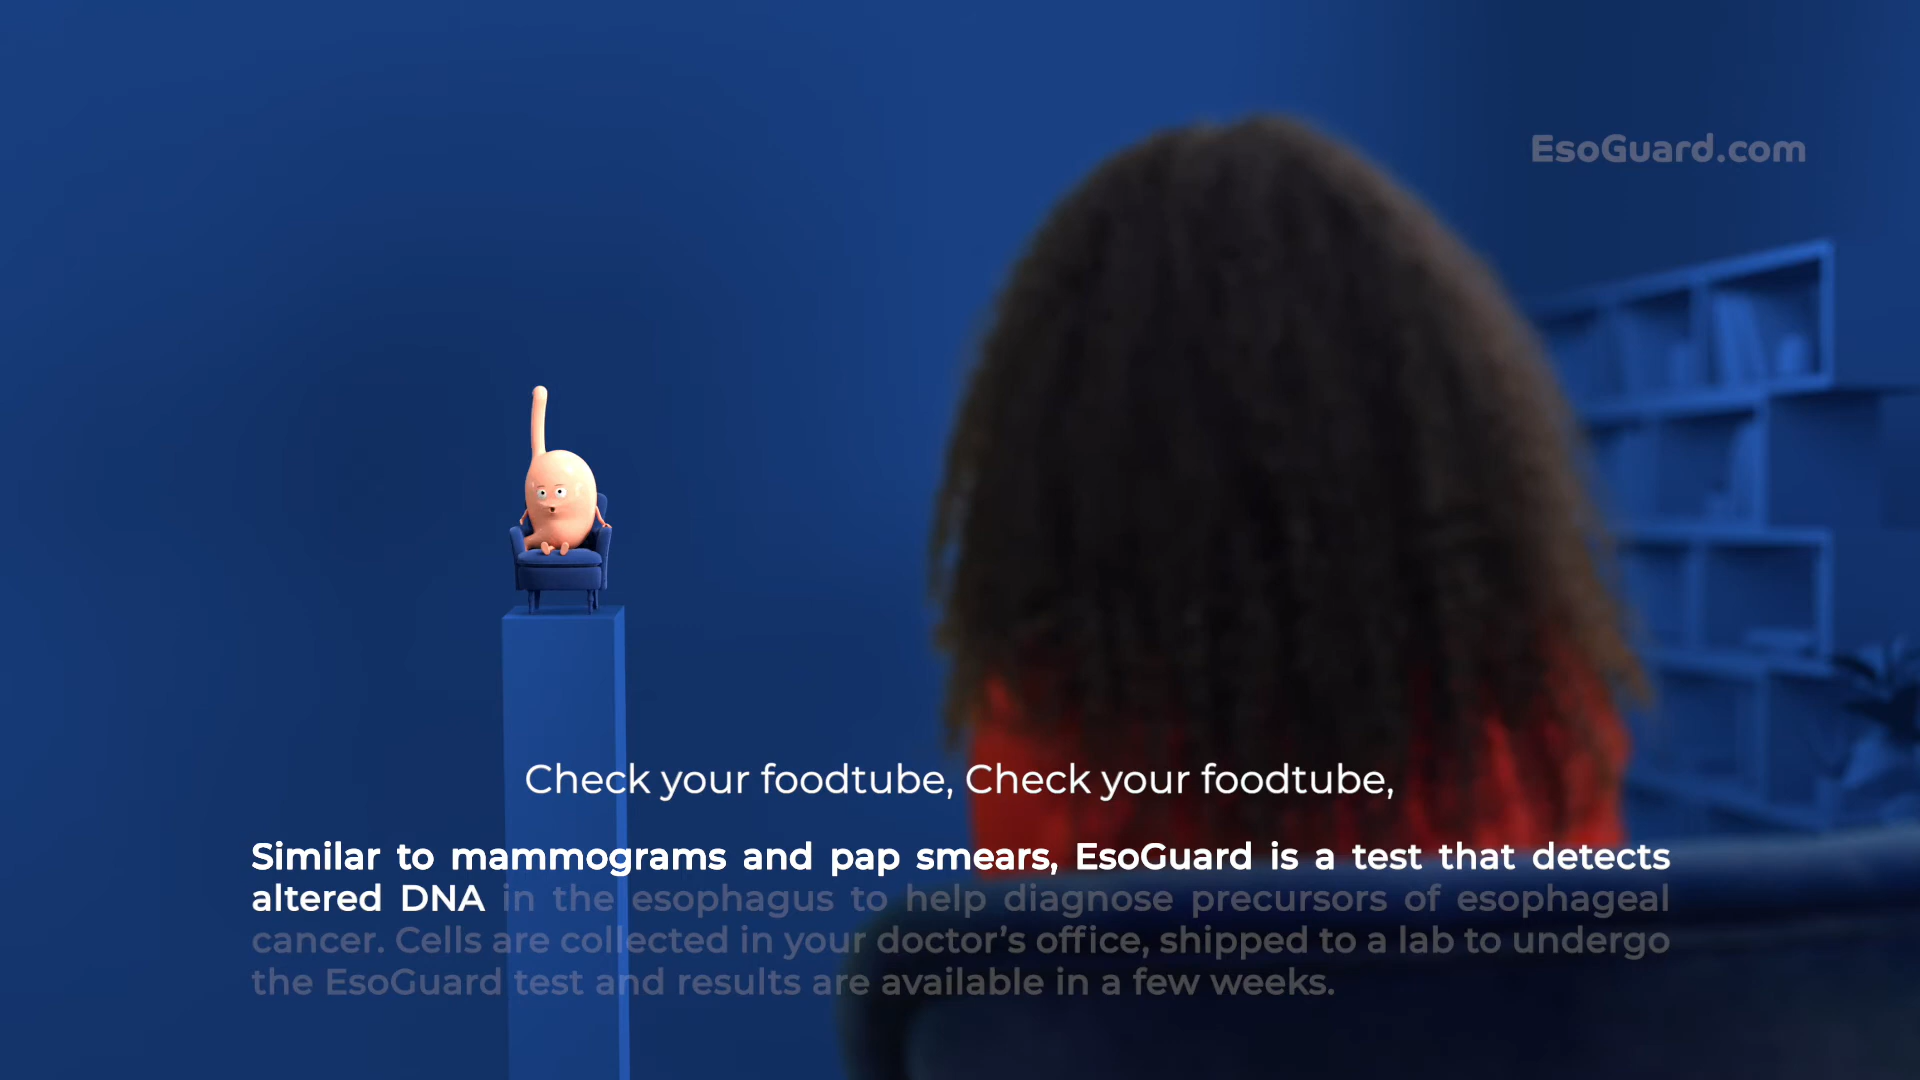 EsoGuard.com
Check your foodtube, Check your foodtube,
Similar to mammograms and pap smears, EsoGuard is a test that detects
altered DNA in the esophagus to help diagnose precursors of esophageal
cancer. Cells are collected in your doctor’s office, shipped to a lab to undergo
the EsoGuard test and results are available in a few weeks.